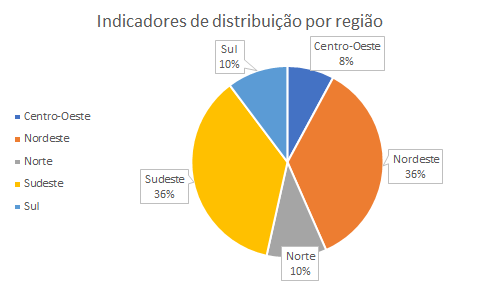 Indicadores de distribuição por região
Centro-Oeste
Nordeste
Norte
Sudeste
Sul
Sul
10%
Centro-Oeste
8%
Nordeste
36%
Sudeste
36%
Norte
10%